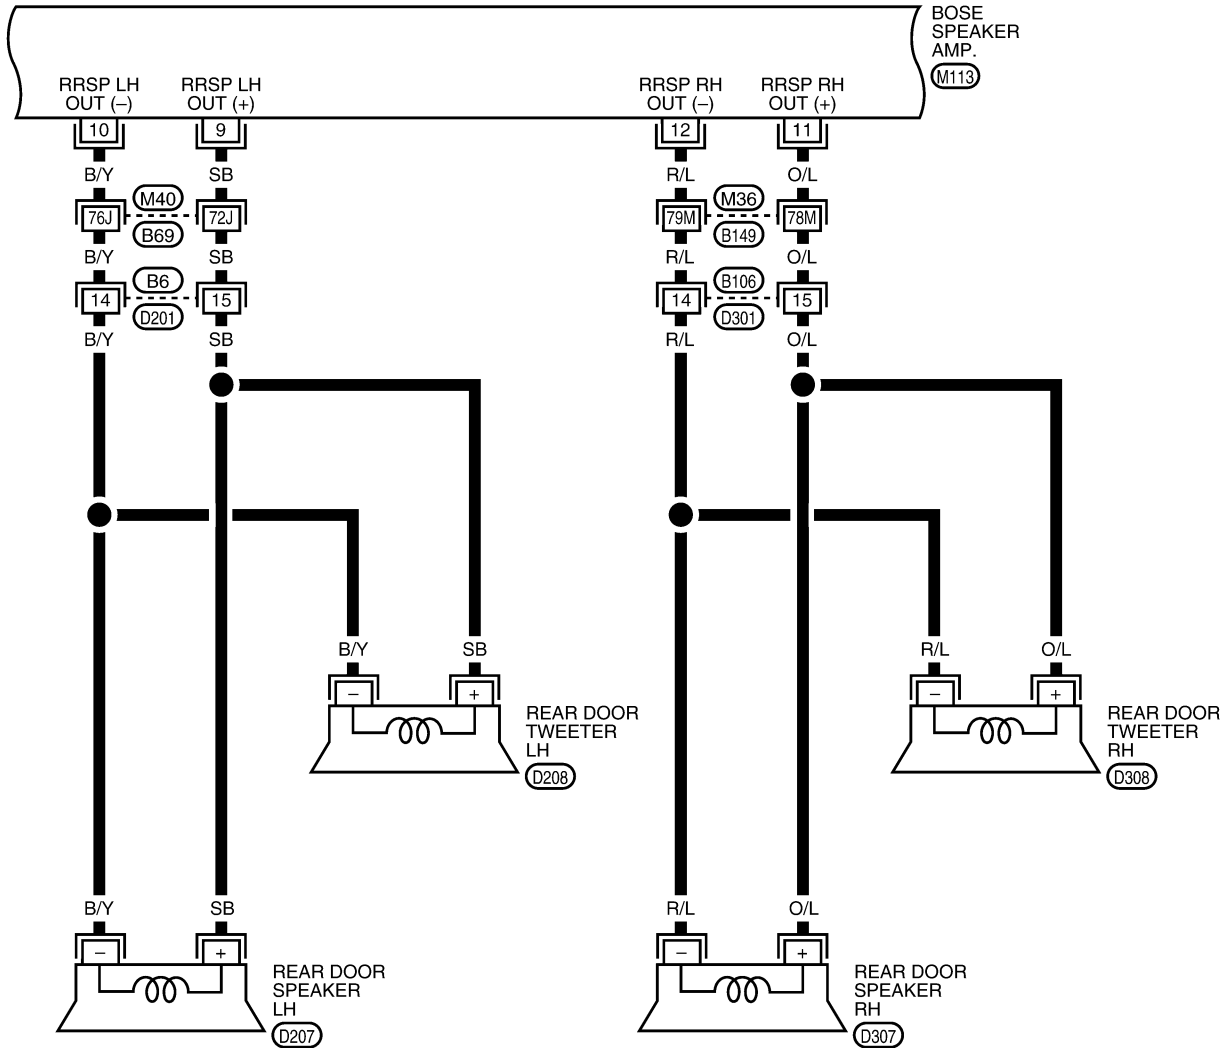 BOSE
SPEAKER
AMP.
M113
RRSP LH
OUT (–)
RRSP LH
OUT (+)
RRSP RH
OUT (–)
RRSP RH
OUT (+)
10
9
12
11
B/Y
SB
R/L
O/L
M40
M36
76J
72J
79M
78M
B69
B149
B/Y
SB
R/L
O/L
B6
B106
14
15
14
15
D201
D301
B/Y
SB
R/L
O/L
B/Y
SB
R/L
O/L
–
+
–
+
REAR DOOR
TWEETER
LH
D208
REAR DOOR
TWEETER
RH
D308
B/Y
SB
R/L
O/L
–
+
–
+
REAR DOOR
SPEAKER
LH
D207
REAR DOOR
SPEAKER
RH
D307